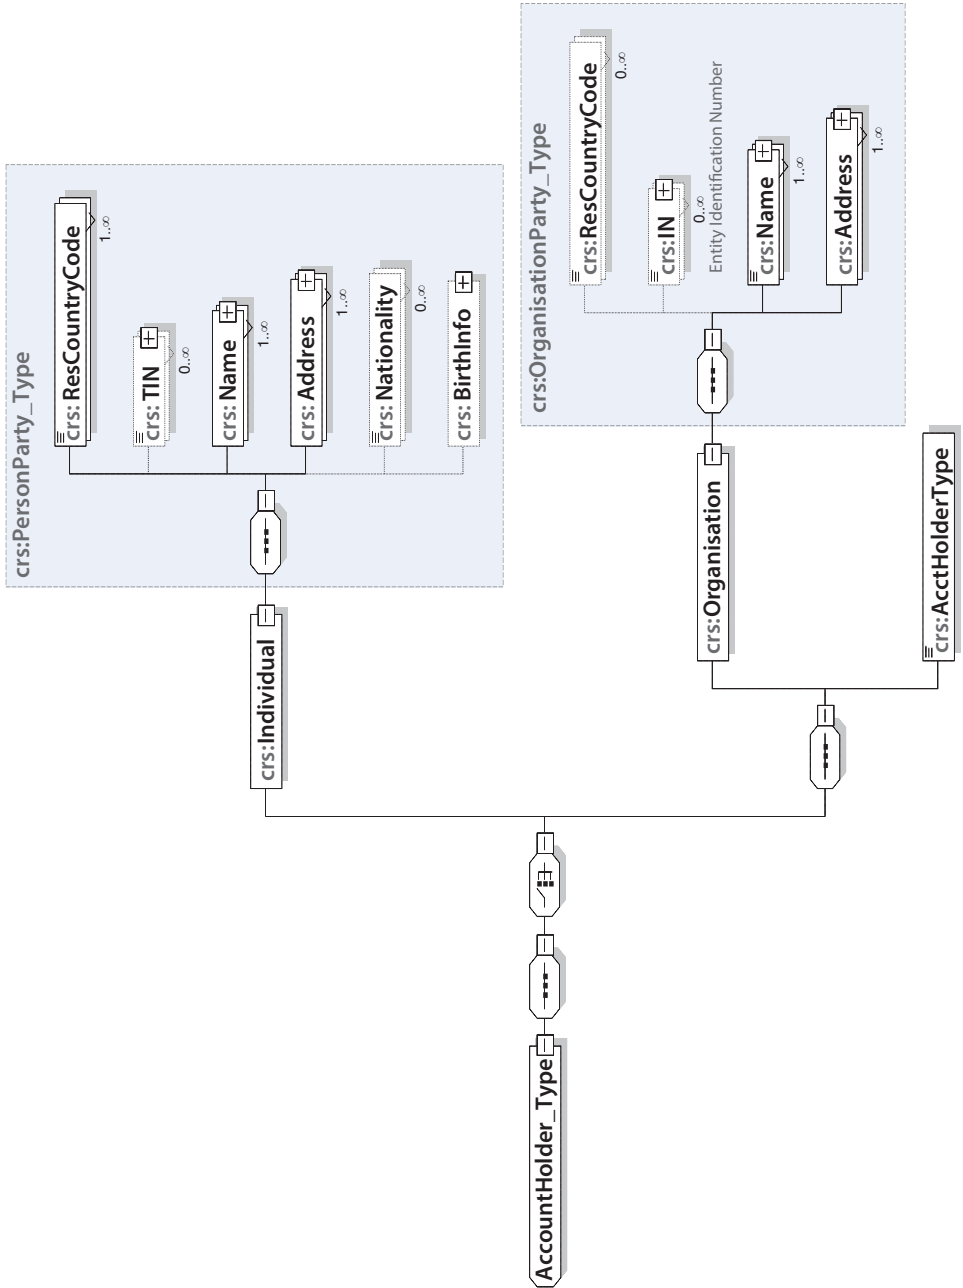 AccountHolder_Type
crs:Individual
crs:PersonParty_Type
crs: ResCountryCode
1..∞
crs: TIN
0..∞
crs: Name
1..∞
crs: Address
1..∞
crs: Nationality
0..∞
crs: BirthInfo
crs:Organisation
crs:OrganisationParty_Type
crs:ResCountryCode
0..∞
crs:IN
0..∞
Entity Identification Number
crs:Name
1..∞
crs:Address
1..∞
crs:AcctHolderType